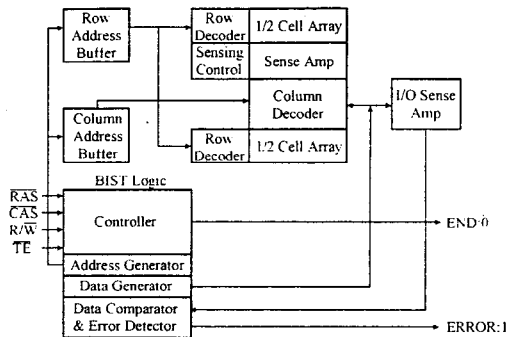 Row
Address
Buffer
Row
Decoder
1/2 Cell Array
Sensing
Control
Sense Amp
Column
Decoder
I/O Sense
Amp
Column
Address
Buffer
Row
Decoder
1/2 Cell Array
BIST Logic
RAS
CAS
R/W
TE
Controller
END:0
Address Generator
Data Generator
Data Comparator
& Error Detector
ERROR:1